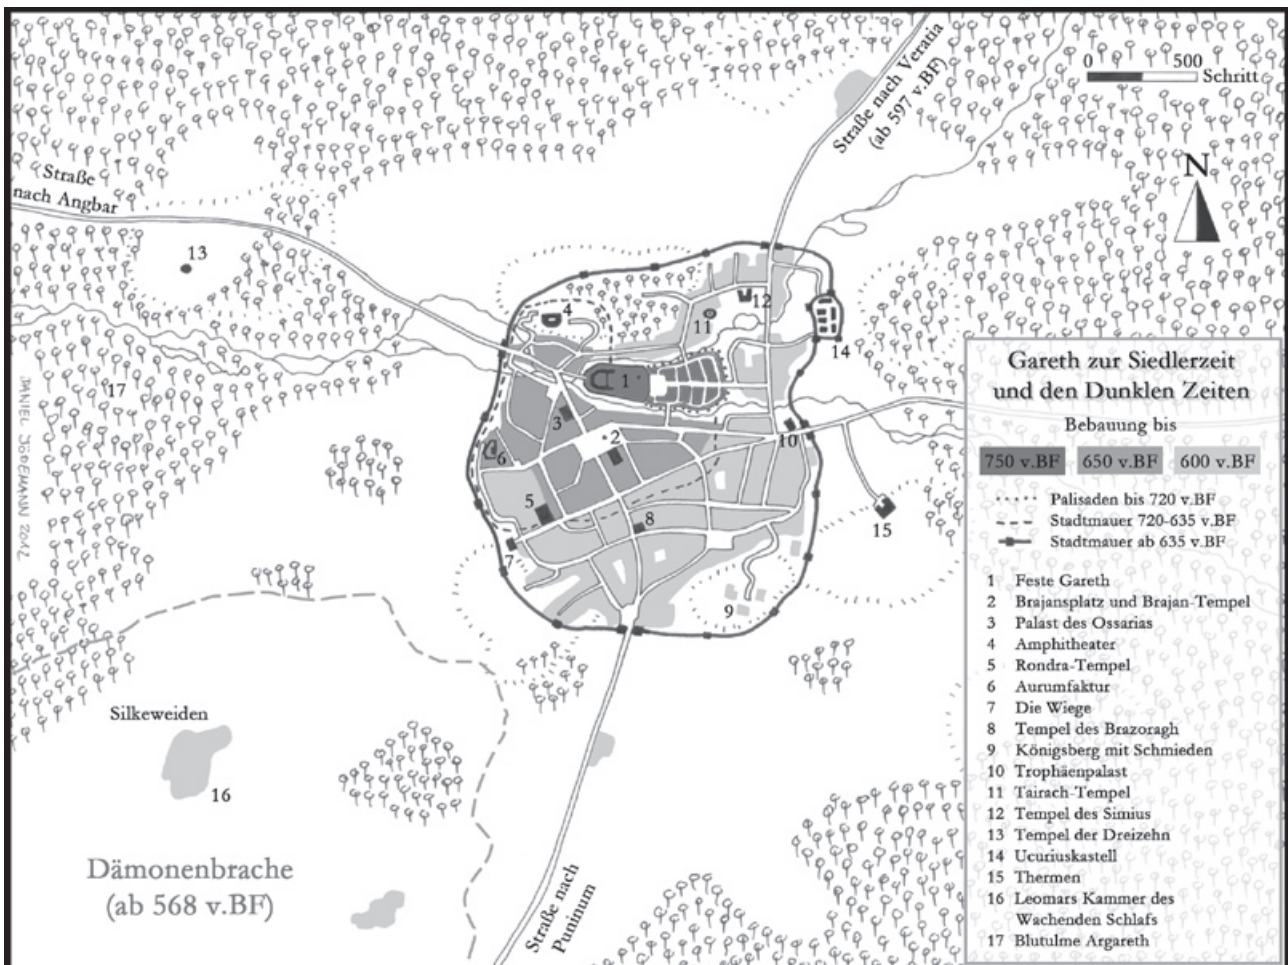 0 500
Schritt
Straße nach Veratia
(ab 597 v.BF)
N
Straße
nach Angbar
13
4
12
11
14
1
17
3
2
10
6
5
8
15
7
9
Silkeweiden
16
Dämonenbrache
(ab 568 v.BF)
Straße nach
Puninum
DANIEL JÖDEMANN 2012
Gareth zur Siedlerzeit
und den Dunklen Zeiten
Bebauung bis
750 v.BF 650 v.BF 600 v.BF
Palisaden bis 720 v.BF
Stadtmauer 720-635 v.BF
Stadtmauer ab 635 v.BF
1 Feste Gareth
2 Brajansplatz und Brajan-Tempel
3 Palast des Ossarias
4 Amphitheater
5 Rondra-Tempel
6 Aurumfaktur
7 Die Wiege
8 Tempel des Brazoragh
9 Königsberg mit Schmieden
10 Trophäenpalast
11 Tairach-Tempel
12 Tempel des Simius
13 Tempel der Dreizehn
14 Ucuriuskastell
15 Thermen
16 Leomars Kammer des
Wachenden Schlafs
17 Blutulme Argareth